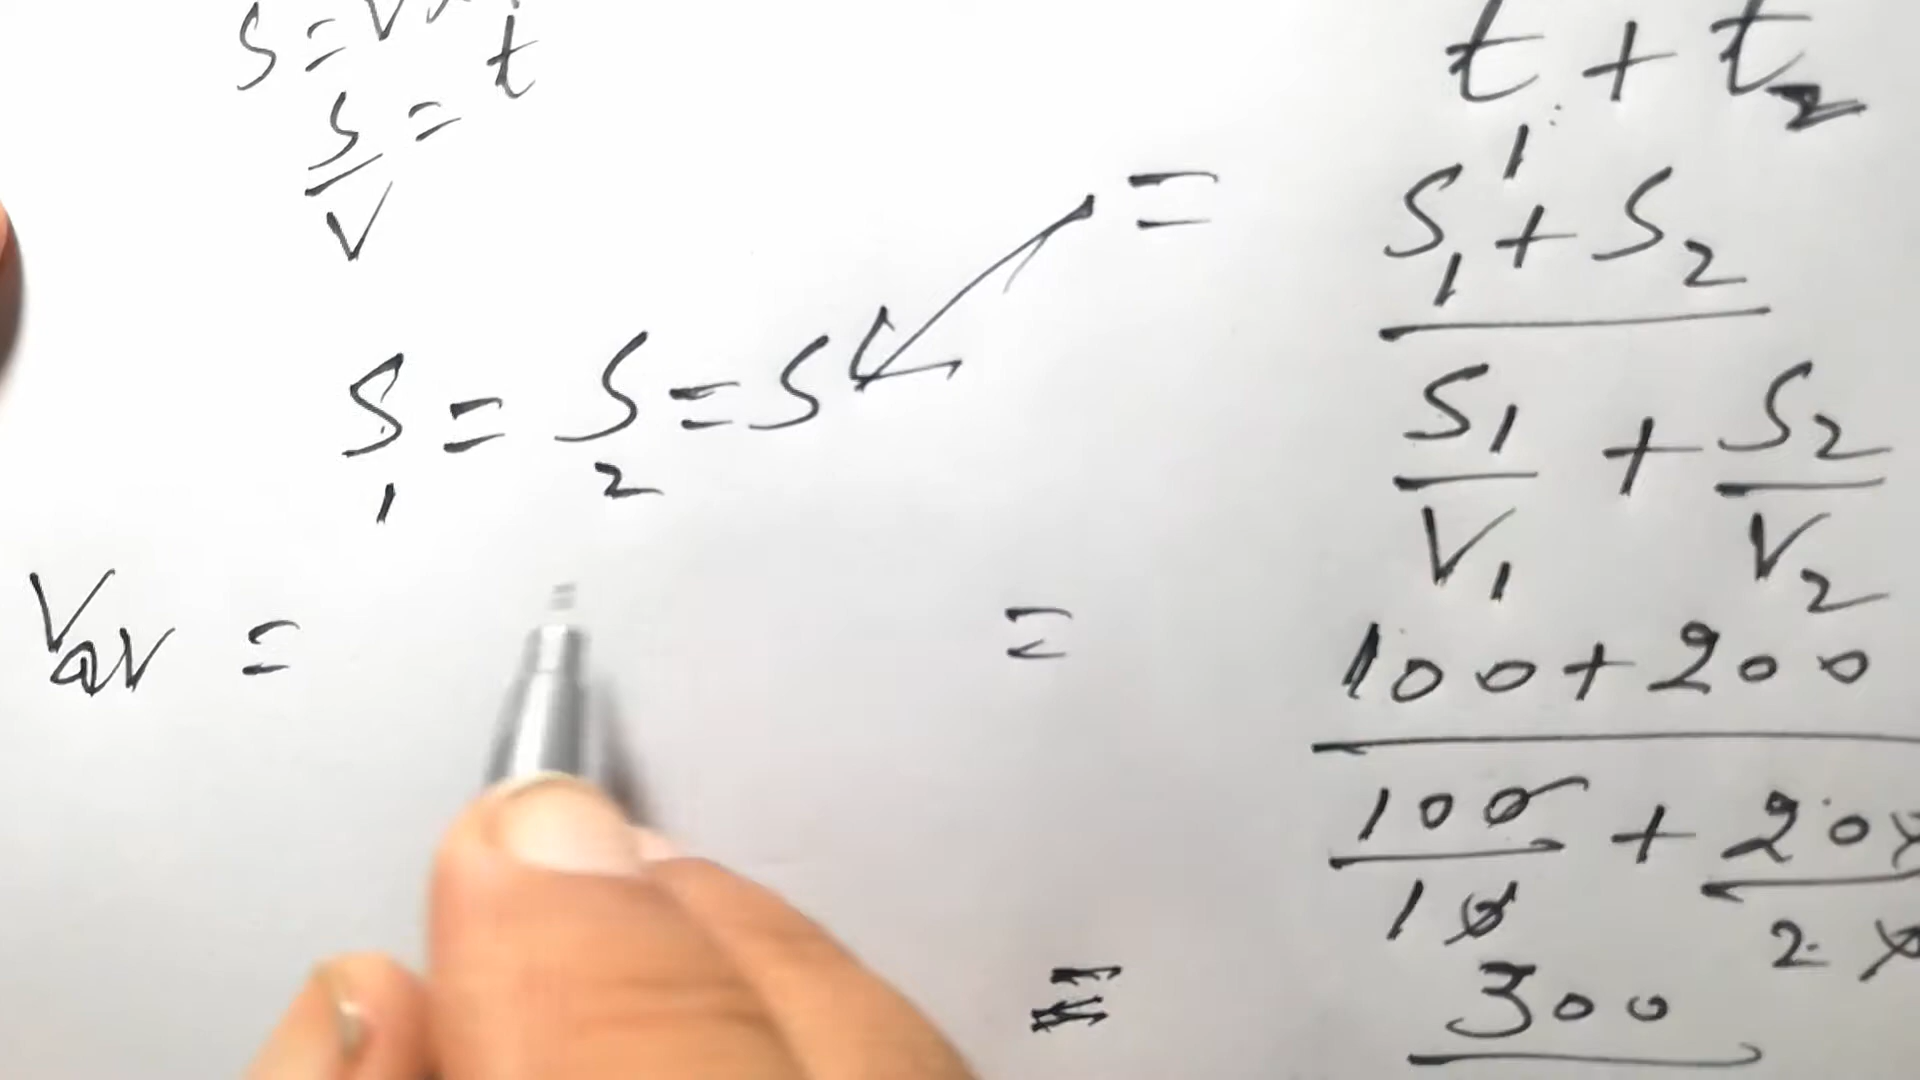 S = V
t
S/V =
S1 = S2 = S
Vav =
t1 + t2
= (S1 + S2)/(S1/V1 + S2/V2)
= (100 + 200)/(100/10 + 200/20)
= 300